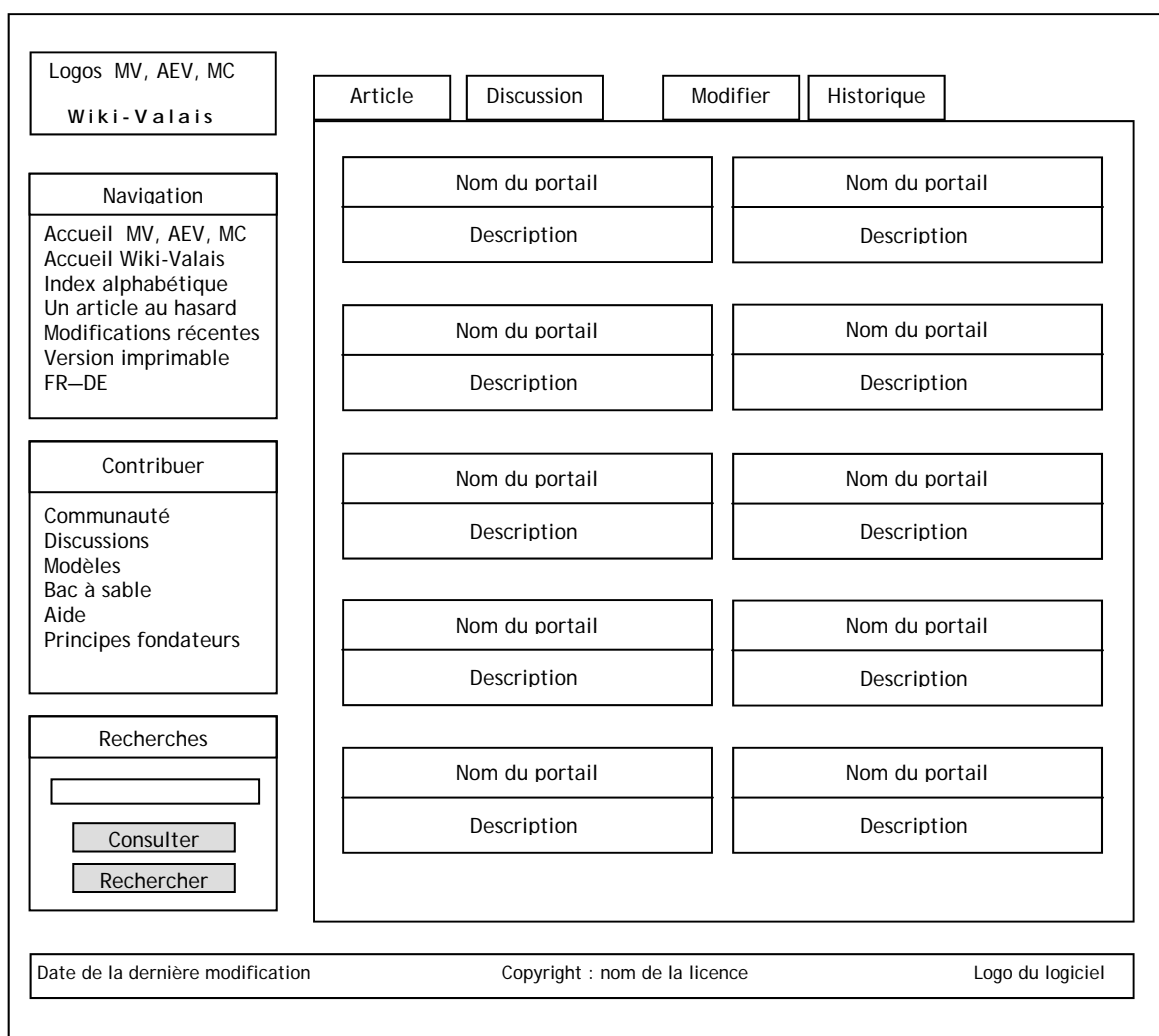 Logos MV, AEV, MC
Wiki-Valais
Article
Discussion
Modifier
Historique
Navigation
Accueil MV, AEV, MC
Accueil Wiki-Valais
Index alphabétique
Un article au hasard
Modifications récentes
Version imprimable
FR—DE
Contribuer
Communauté
Discussions
Modèles
Bac à sable
Aide
Principes fondateurs
Recherches
Consulter
Rechercher
Nom du portail
Description
Nom du portail
Description
Nom du portail
Description
Nom du portail
Description
Nom du portail
Description
Nom du portail
Description
Nom du portail
Description
Nom du portail
Description
Nom du portail
Description
Nom du portail
Description
Date de la dernière modification
Copyright : nom de la licence
Logo du logiciel